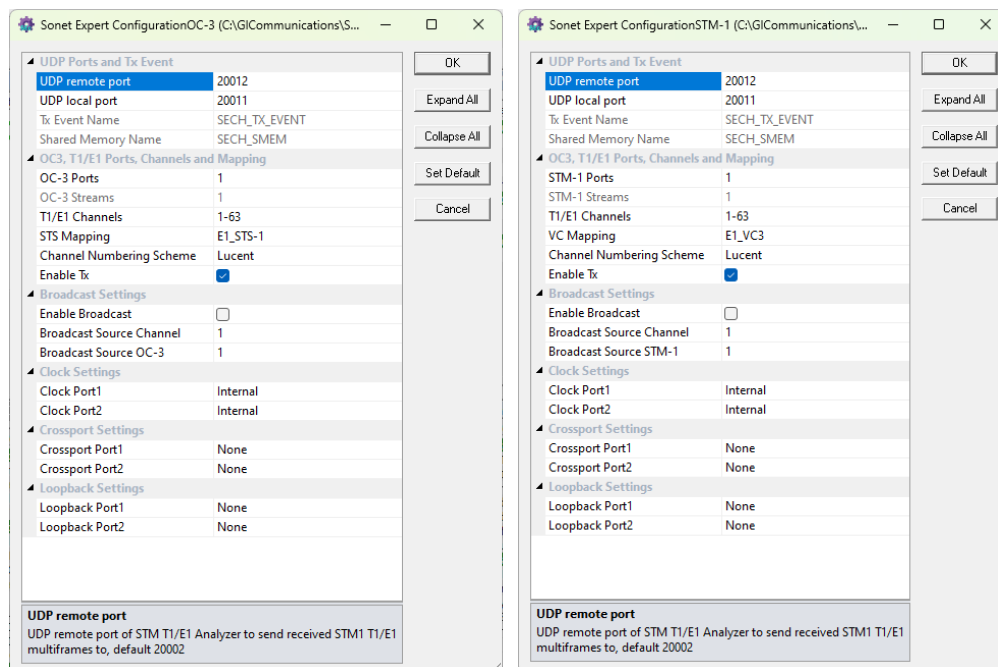 Sonet Expert ConfigurationOC-3 (C:\GlCommunications\S...
UDP Ports and Tx Event
UDP remote port 20012
UDP local port 20011
Tx Event Name SECH_TX_EVENT
Shared Memory Name SECH_SMEM
OC3, T1/E1 Ports, Channels and Mapping
OC-3 Ports 1
OC-3 Streams 1
T1/E1 Channels 1-63
STS Mapping E1_STS-1
Channel Numbering Scheme Lucent
Enable Tx
Broadcast Settings
Enable Broadcast
Broadcast Source Channel 1
Broadcast Source OC-3 1
Clock Settings
Clock Port1 Internal
Clock Port2 Internal
Crossport Settings
Crossport Port1 None
Crossport Port2 None
Loopback Settings
Loopback Port1 None
Loopback Port2 None
OK
Expand All
Collapse All
Set Default
Cancel
UDP remote port
UDP remote port of STM T1/E1 Analyzer to send received STM1 T1/E1
multiframes to, default 20002
Sonet Expert ConfigurationSTM-1 (C:\GlCommunications\...
UDP Ports and Tx Event
UDP remote port 20012
UDP local port 20011
Tx Event Name SECH_TX_EVENT
Shared Memory Name SECH_SMEM
OC3, T1/E1 Ports, Channels and Mapping
STM-1 Ports 1
STM-1 Streams 1
T1/E1 Channels 1-63
VC Mapping E1_VC3
Channel Numbering Scheme Lucent
Enable Tx
Broadcast Settings
Enable Broadcast
Broadcast Source Channel 1
Broadcast Source STM-1 1
Clock Settings
Clock Port1 Internal
Clock Port2 Internal
Crossport Settings
Crossport Port1 None
Crossport Port2 None
Loopback Settings
Loopback Port1 None
Loopback Port2 None
OK
Expand All
Collapse All
Set Default
Cancel
UDP remote port
UDP remote port of STM T1/E1 Analyzer to send received STM1 T1/E1
multiframes to, default 20002